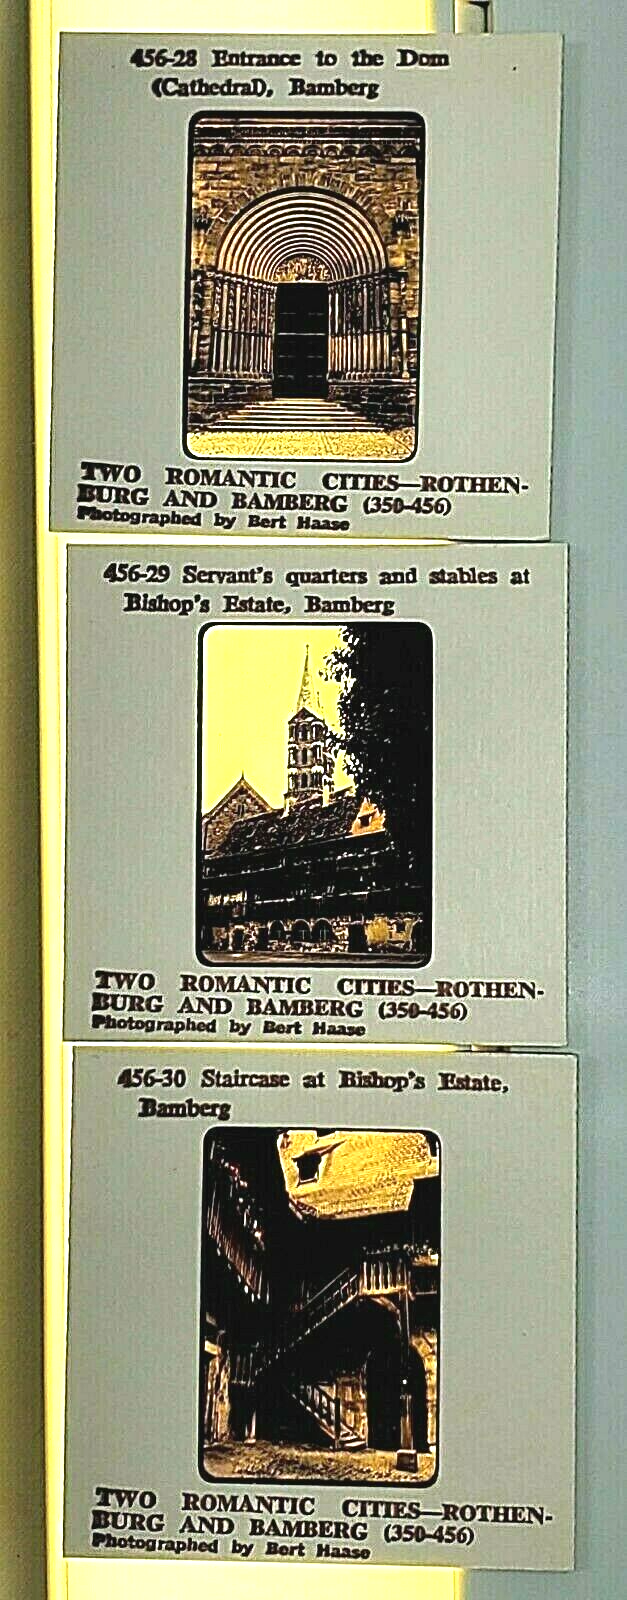 456-28 Entrance to the Dom
(Cathedral), Bamberg
TWO ROMANTIC CITIES—ROTHEN-
BURG AND BAMBERG (350-456)
Photographed by Bert Haase
456-29 Servant's quarters and stables at
Bishop's Estate, Bamberg
TWO ROMANTIC CITIES—ROTHEN-
BURG AND BAMBERG (350-456)
Photographed by Bert Haase
456-30 Staircase at Bishop's Estate,
Bamberg
TWO ROMANTIC CITIES—ROTHEN-
BURG AND BAMBERG (350-456)
Photographed by Bert Haase